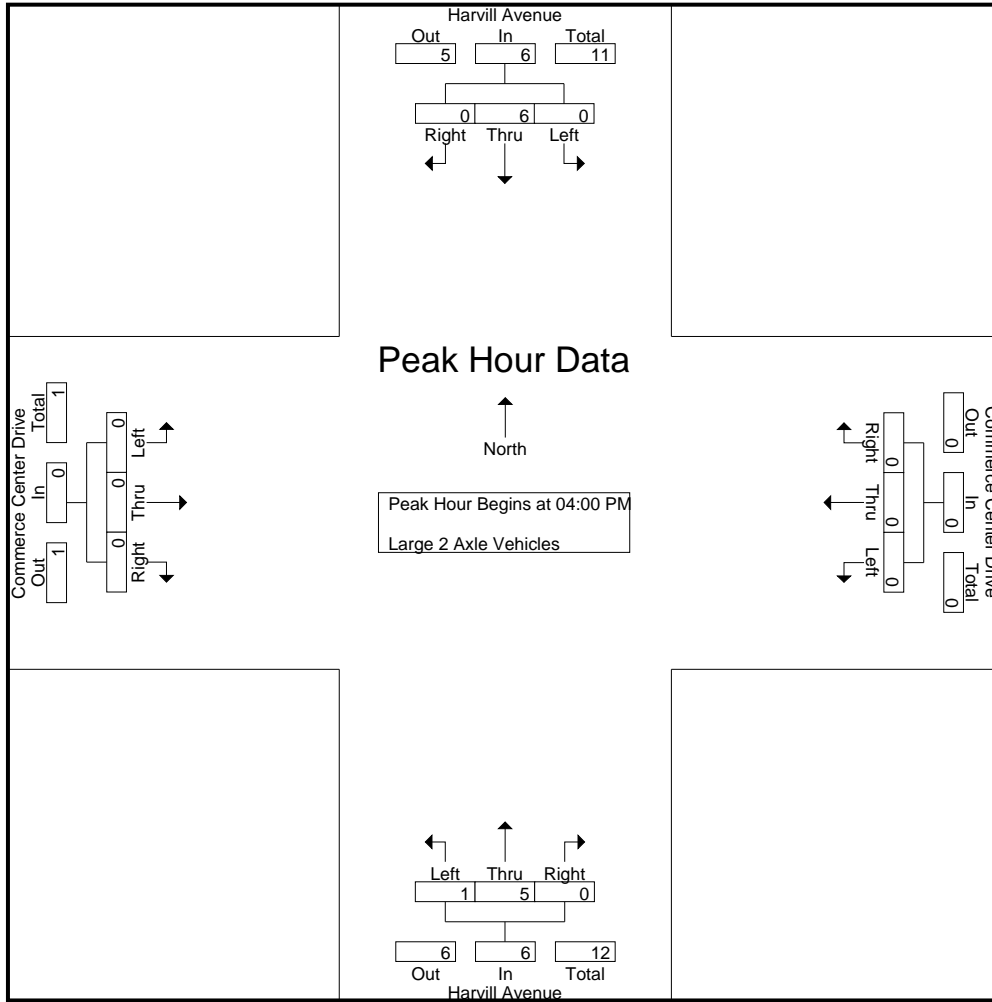 Harvill Avenue
Out In Total
5 6 11
0 6 0
Right Thru Left
Peak Hour Data
North
Peak Hour Begins at 04:00 PM
Large 2 Axle Vehicles
Commerce Center Drive
Total In Out
1 0 1
0 0 0
Left Thru Right
Commerce Center Drive
Out In Total
0 0 0
Right Thru Left
0 0 0
Left Thru Right
1 5 0
6 6 12
Out In Total
Harvill Avenue